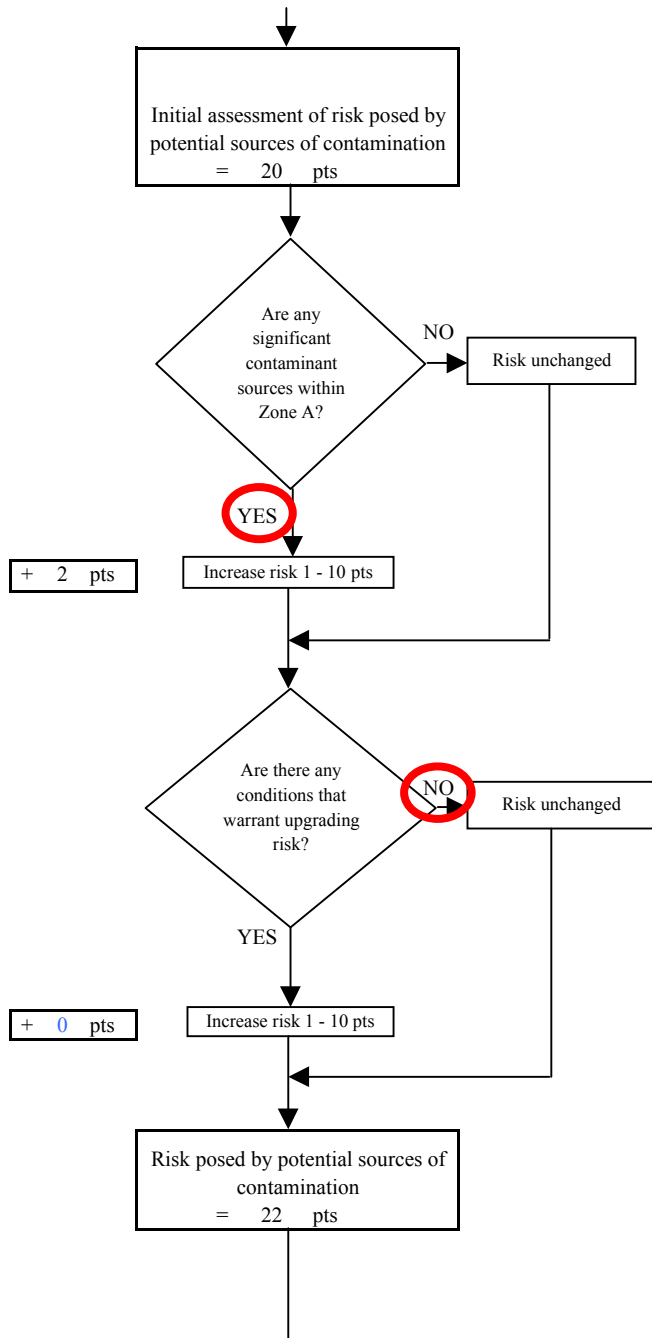 Initial assessment of risk posed by
potential sources of contamination
= 20 pts
Are any
significant
contaminant
sources within
Zone A?
NO
Risk unchanged
YES
+ 2 pts
Increase risk 1 - 10 pts
Are there any
conditions that
warrant upgrading
risk?
NO
Risk unchanged
YES
+ 0 pts
Increase risk 1 - 10 pts
Risk posed by potential sources of
contamination
= 22 pts